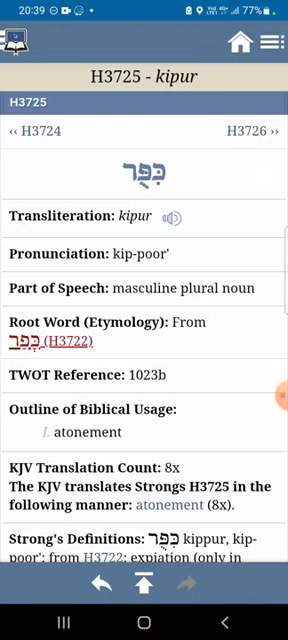 20:39 77%
H3725 - kipur
H3725
‹‹ H3724 H3726 ››
כִּפֻּר
Transliteration: kipur
Pronunciation: kip-poor'
Part of Speech: masculine plural noun
Root Word (Etymology): From
כָּפַר (H3722)
TWOT Reference: 1023b
Outline of Biblical Usage:
I. atonement
KJV Translation Count: 8x
The KJV translates Strongs H3725 in the
following manner: atonement (8x).
Strong's Definitions: כִּפֻּר kippur, kip-
poor'; from H3722; expiation (only in